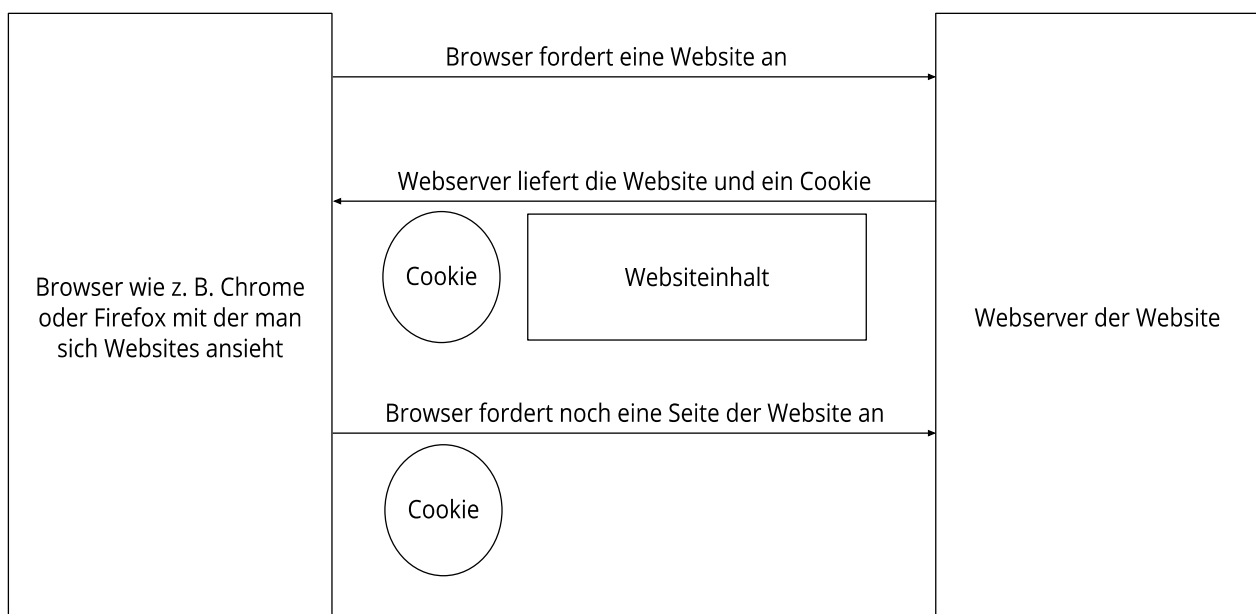 Browser fordert eine Website an
Webserver liefert die Website und ein Cookie
Cookie
Websiteinhalt
Browser wie z. B. Chrome
oder Firefox mit der man
sich Websites ansieht
Webserver der Website
Browser fordert noch eine Seite der Website an
Cookie